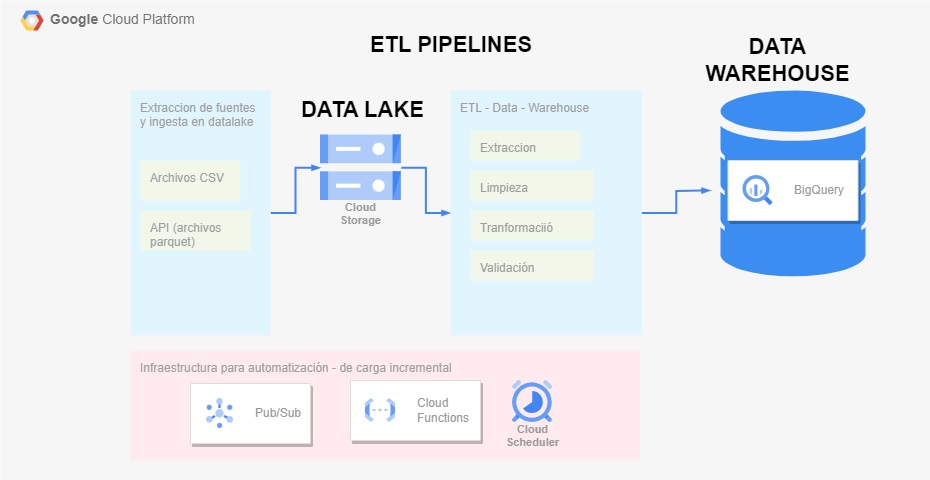 Google Cloud Platform
ETL PIPELINES
DATA
WAREHOUSE
Extraccion de fuentes
y ingesta en datalake
Archivos CSV
API (archivos
parquet)
DATA LAKE
Cloud
Storage
ETL - Data - Warehouse
Extraccion
Limpieza
Tranformaciió
Validación
BigQuery
Infraestructura para automatización - de carga incremental
Pub/Sub
Cloud
Functions
Cloud
Scheduler